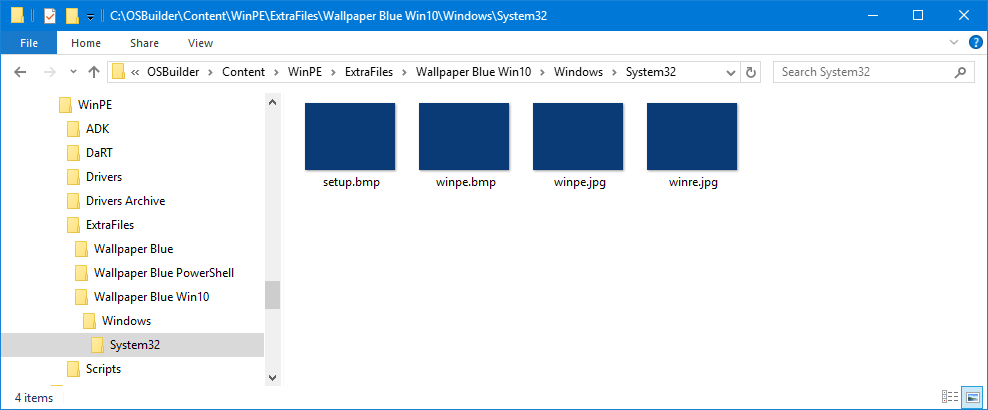 C:\OSBuilder\Content\WinPE\ExtraFiles\Wallpaper Blue Win10\Windows\System32
File Home Share View
« OSBuilder > Content > WinPE > ExtraFiles > Wallpaper Blue Win10 > Windows > System32 Search System32
WinPE
ADK
DaRT
Drivers
Drivers Archive
ExtraFiles
Wallpaper Blue
Wallpaper Blue PowerShell
Wallpaper Blue Win10
Windows
System32
Scripts
setup.bmp winpe.bmp winpe.jpg winre.jpg
4 items